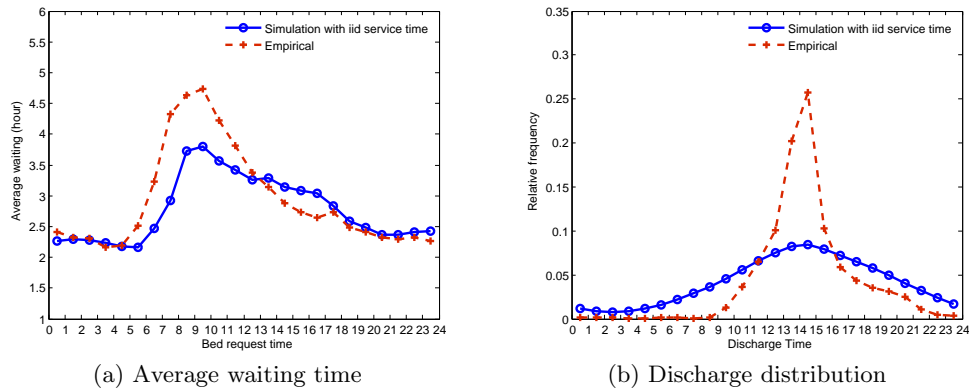 6
5.5
5
4.5
4
3.5
3
2.5
2
1.5
1
Average waiting (hour)
Simulation with iid service time
Empirical
0 1 2 3 4 5 6 7 8 9 10 11 12 13 14 15 16 17 18 19 20 21 22 23 24
Bed request time
(a) Average waiting time
0.35
0.3
0.25
0.2
0.15
0.1
0.05
0
Relative frequency
Simulation with iid service time
Empirical
0 1 2 3 4 5 6 7 8 9 10 11 12 13 14 15 16 17 18 19 20 21 22 23 24
Discharge Time
(b) Discharge distribution